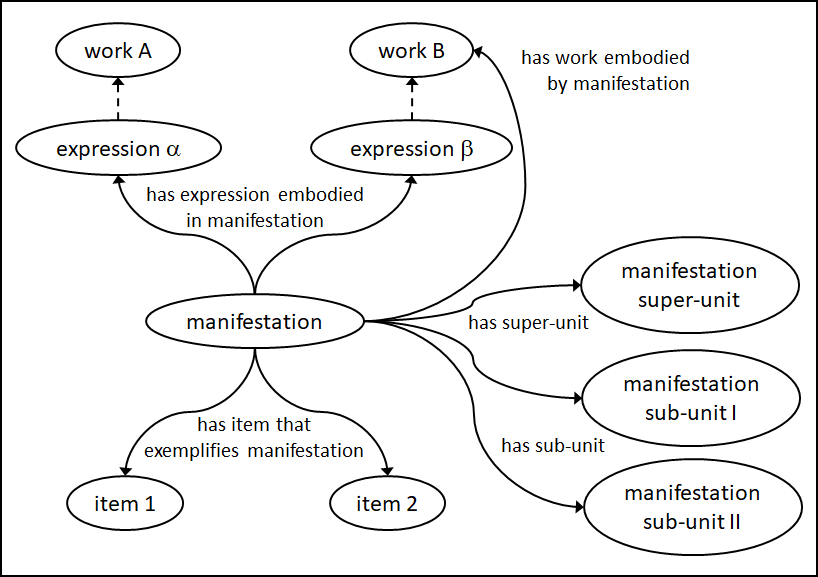 work A
work B
has work embodied
by manifestation
expression α
expression β
has expression embodied
in manifestation
manifestation
super-unit
manifestation
has super-unit
manifestation
sub-unit I
has item that
exemplifies manifestation
has sub-unit
item 1
item 2
manifestation
sub-unit II